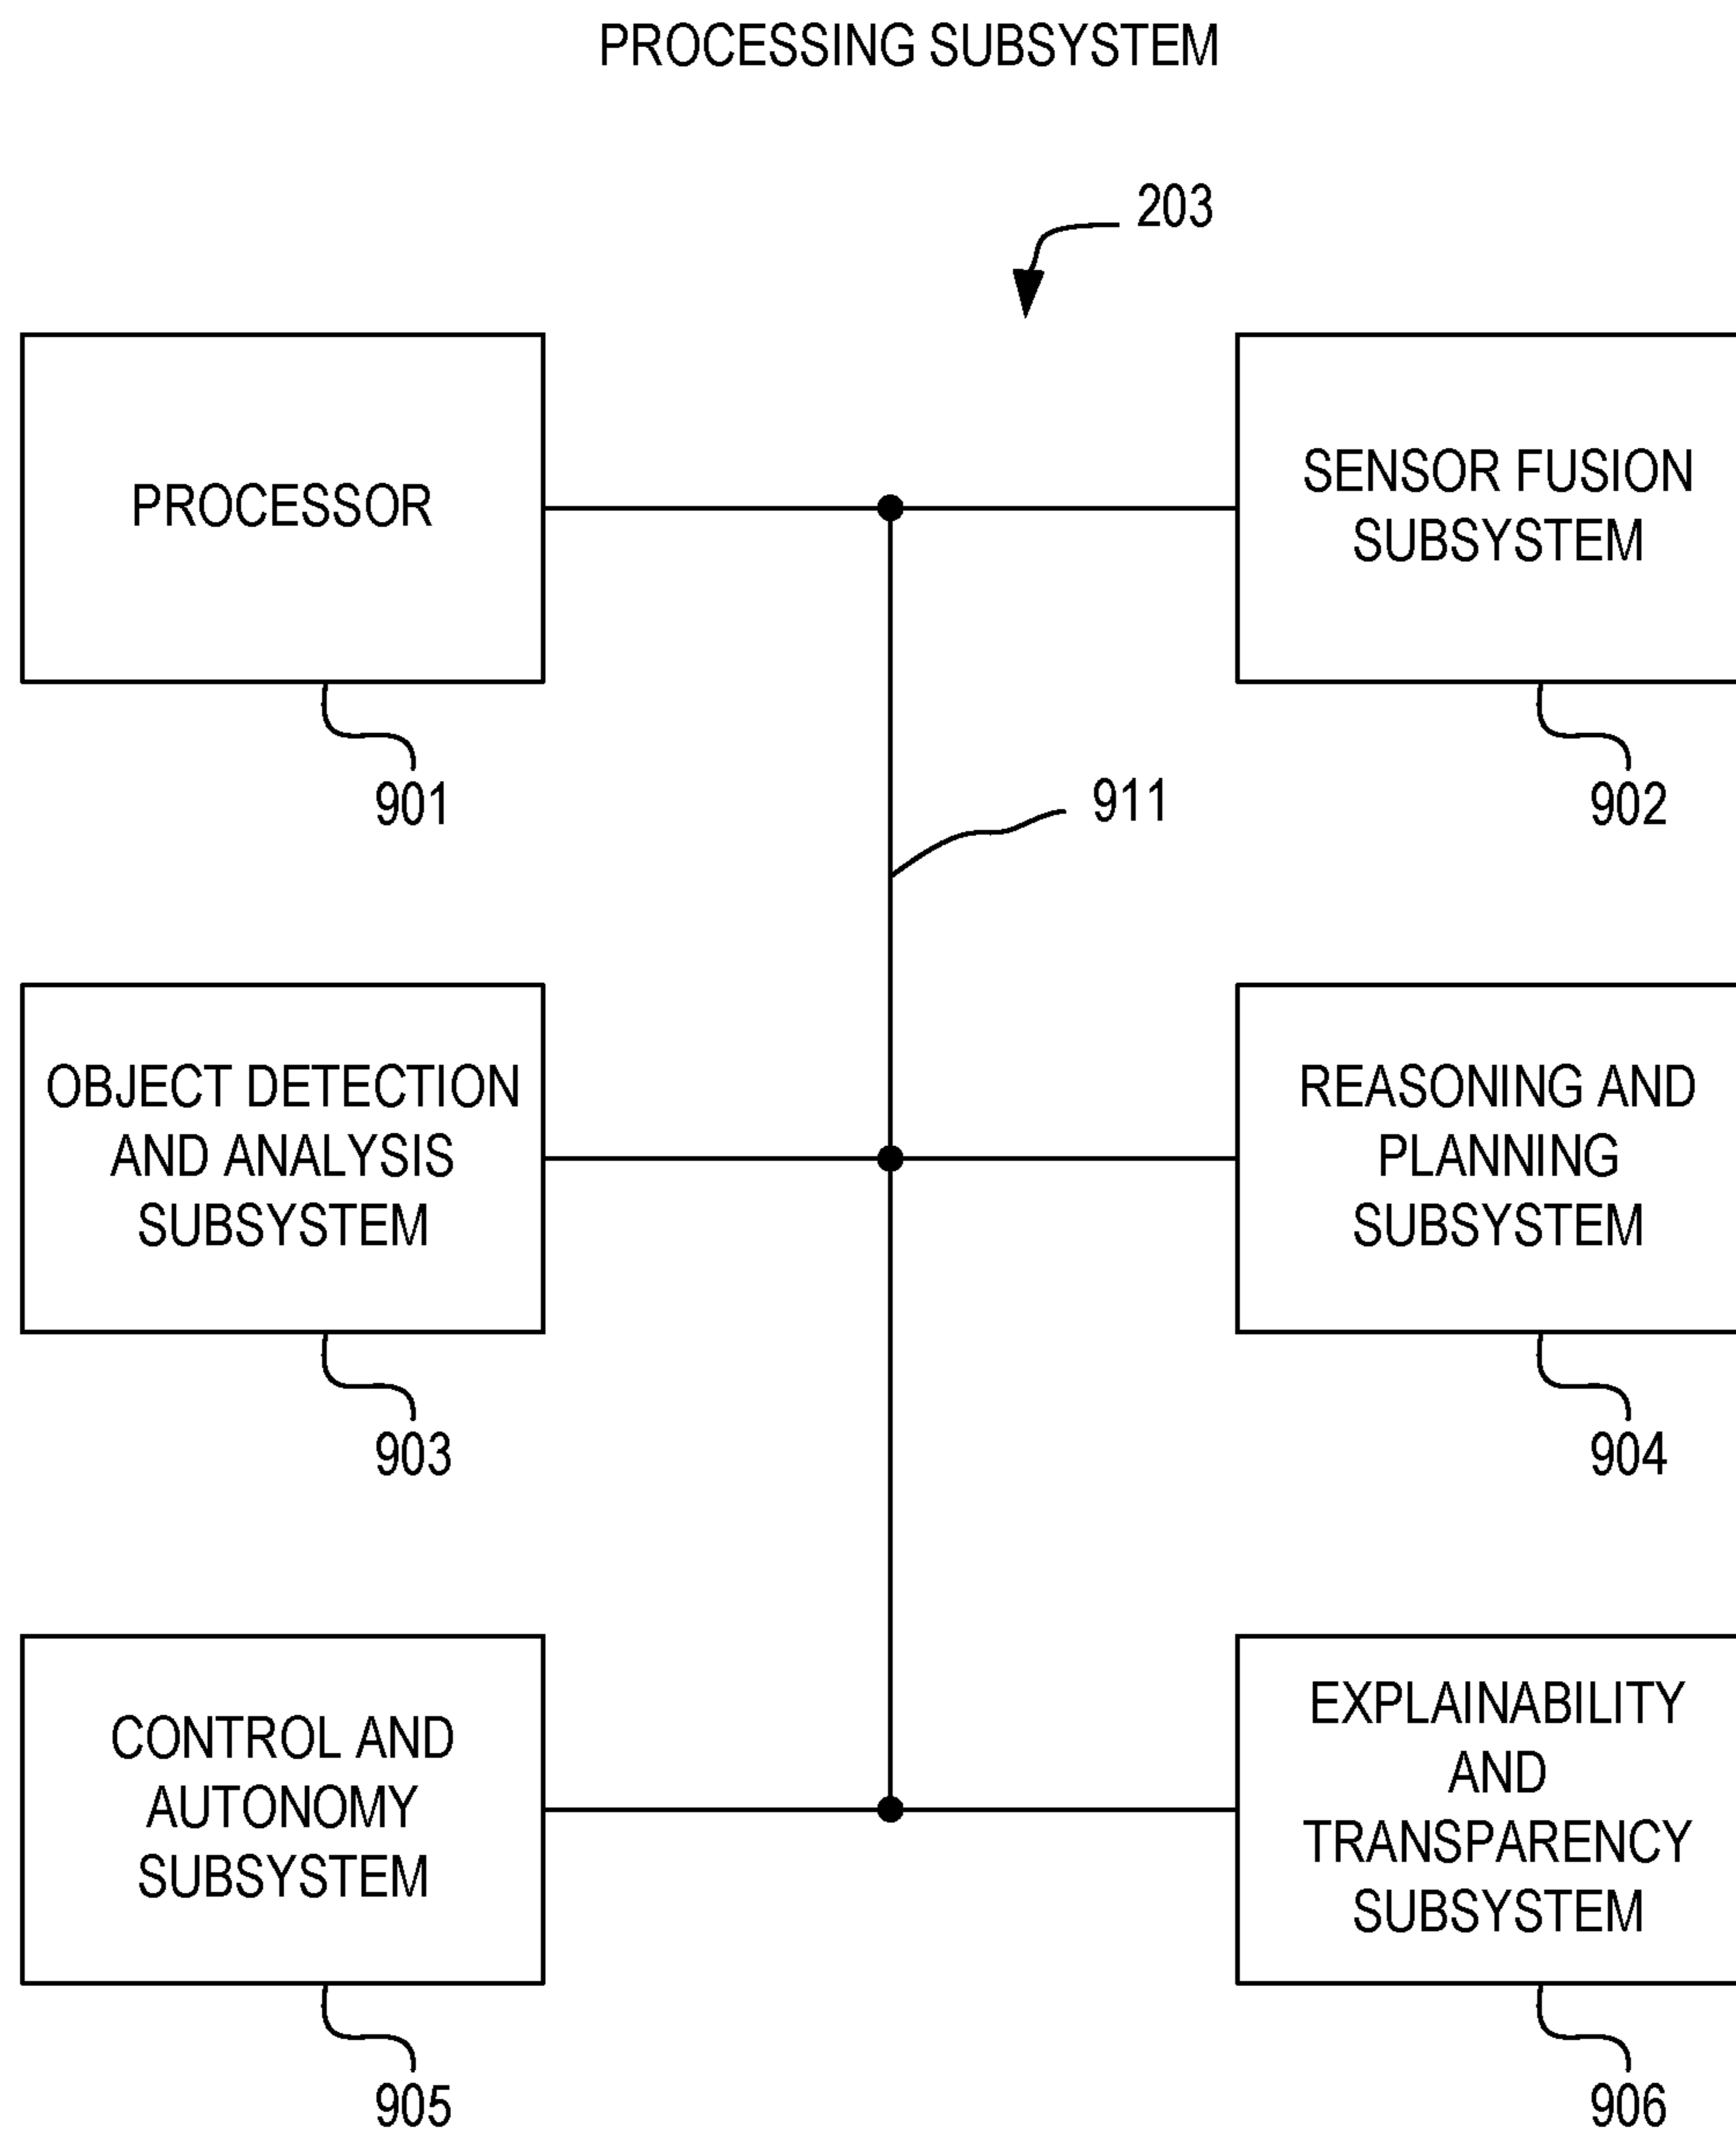 PROCESSING SUBSYSTEM
203
PROCESSOR
SENSOR FUSION
SUBSYSTEM
901
902
911
OBJECT DETECTION
AND ANALYSIS
SUBSYSTEM
REASONING AND
PLANNING
SUBSYSTEM
903
904
CONTROL AND
AUTONOMY
SUBSYSTEM
EXPLAINABILITY
AND
TRANSPARENCY
SUBSYSTEM
905
906